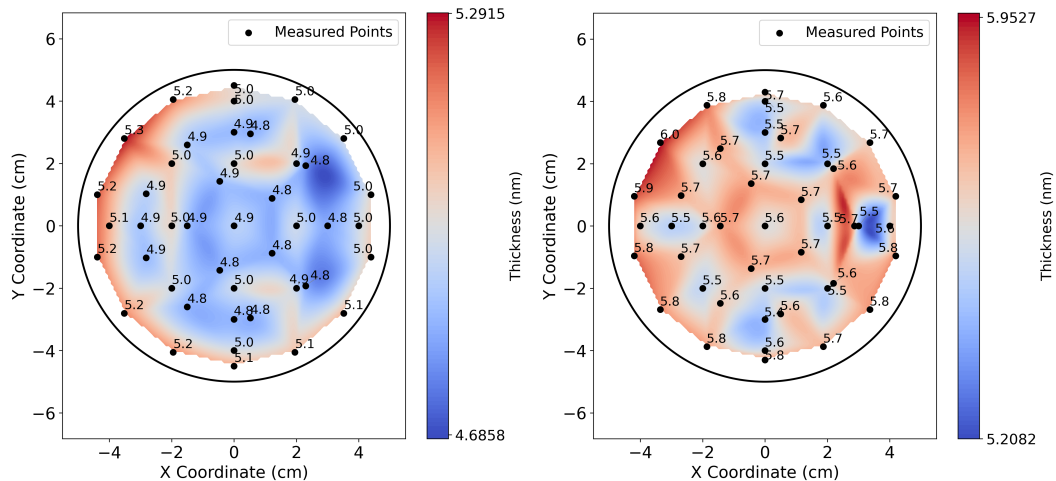 Measured Points
5.2915
4.6858
Thickness (nm)
Y Coordinate (cm)
6
4
2
0
−2
−4
−6
5.0
5.2 5.0 5.0
5.3 4.9 4.8 5.0
4.9
5.0 5.0 4.9 4.8
4.9
5.2 4.9 4.8 5.0
5.1 4.9 5.0 4.9 4.9 5.0 4.8 5.0
5.2 4.9 4.8 5.0
4.8
5.0 5.0 4.9 4.8
4.8
5.2 4.8 4.8 5.1
5.2 5.0 5.1
5.1
−4 −2 0 2 4
X Coordinate (cm)
Measured Points
5.9527
5.2082
Thickness (nm)
Y Coordinate (cm)
6
4
2
0
−2
−4
−6
5.7
5.8 5.5 5.6
6.0 5.5 5.7 5.7
5.7
5.6 5.5 5.5 5.6
5.7
5.9 5.7 5.7 5.7
5.6 5.5 5.6 5.7 5.6 5.5 5.7 5.5 5.6
5.8 5.7 5.7 5.8
5.7
5.5 5.5 5.5 5.6
5.6
5.8 5.6 5.8
5.8 5.6 5.7
5.8
−4 −2 0 2 4
X Coordinate (cm)